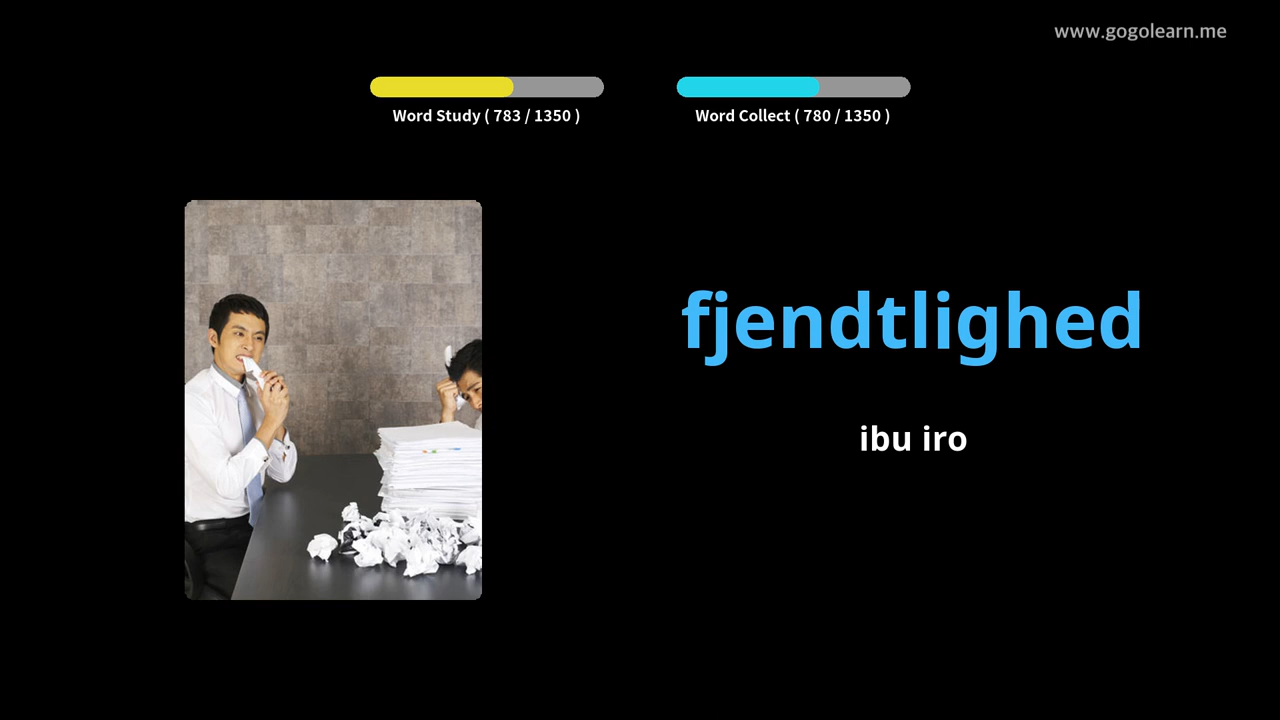 www.gogolearn.me
Word Study ( 783 / 1350 )
Word Collect ( 780 / 1350 )
fjendtlighed
ibu iro